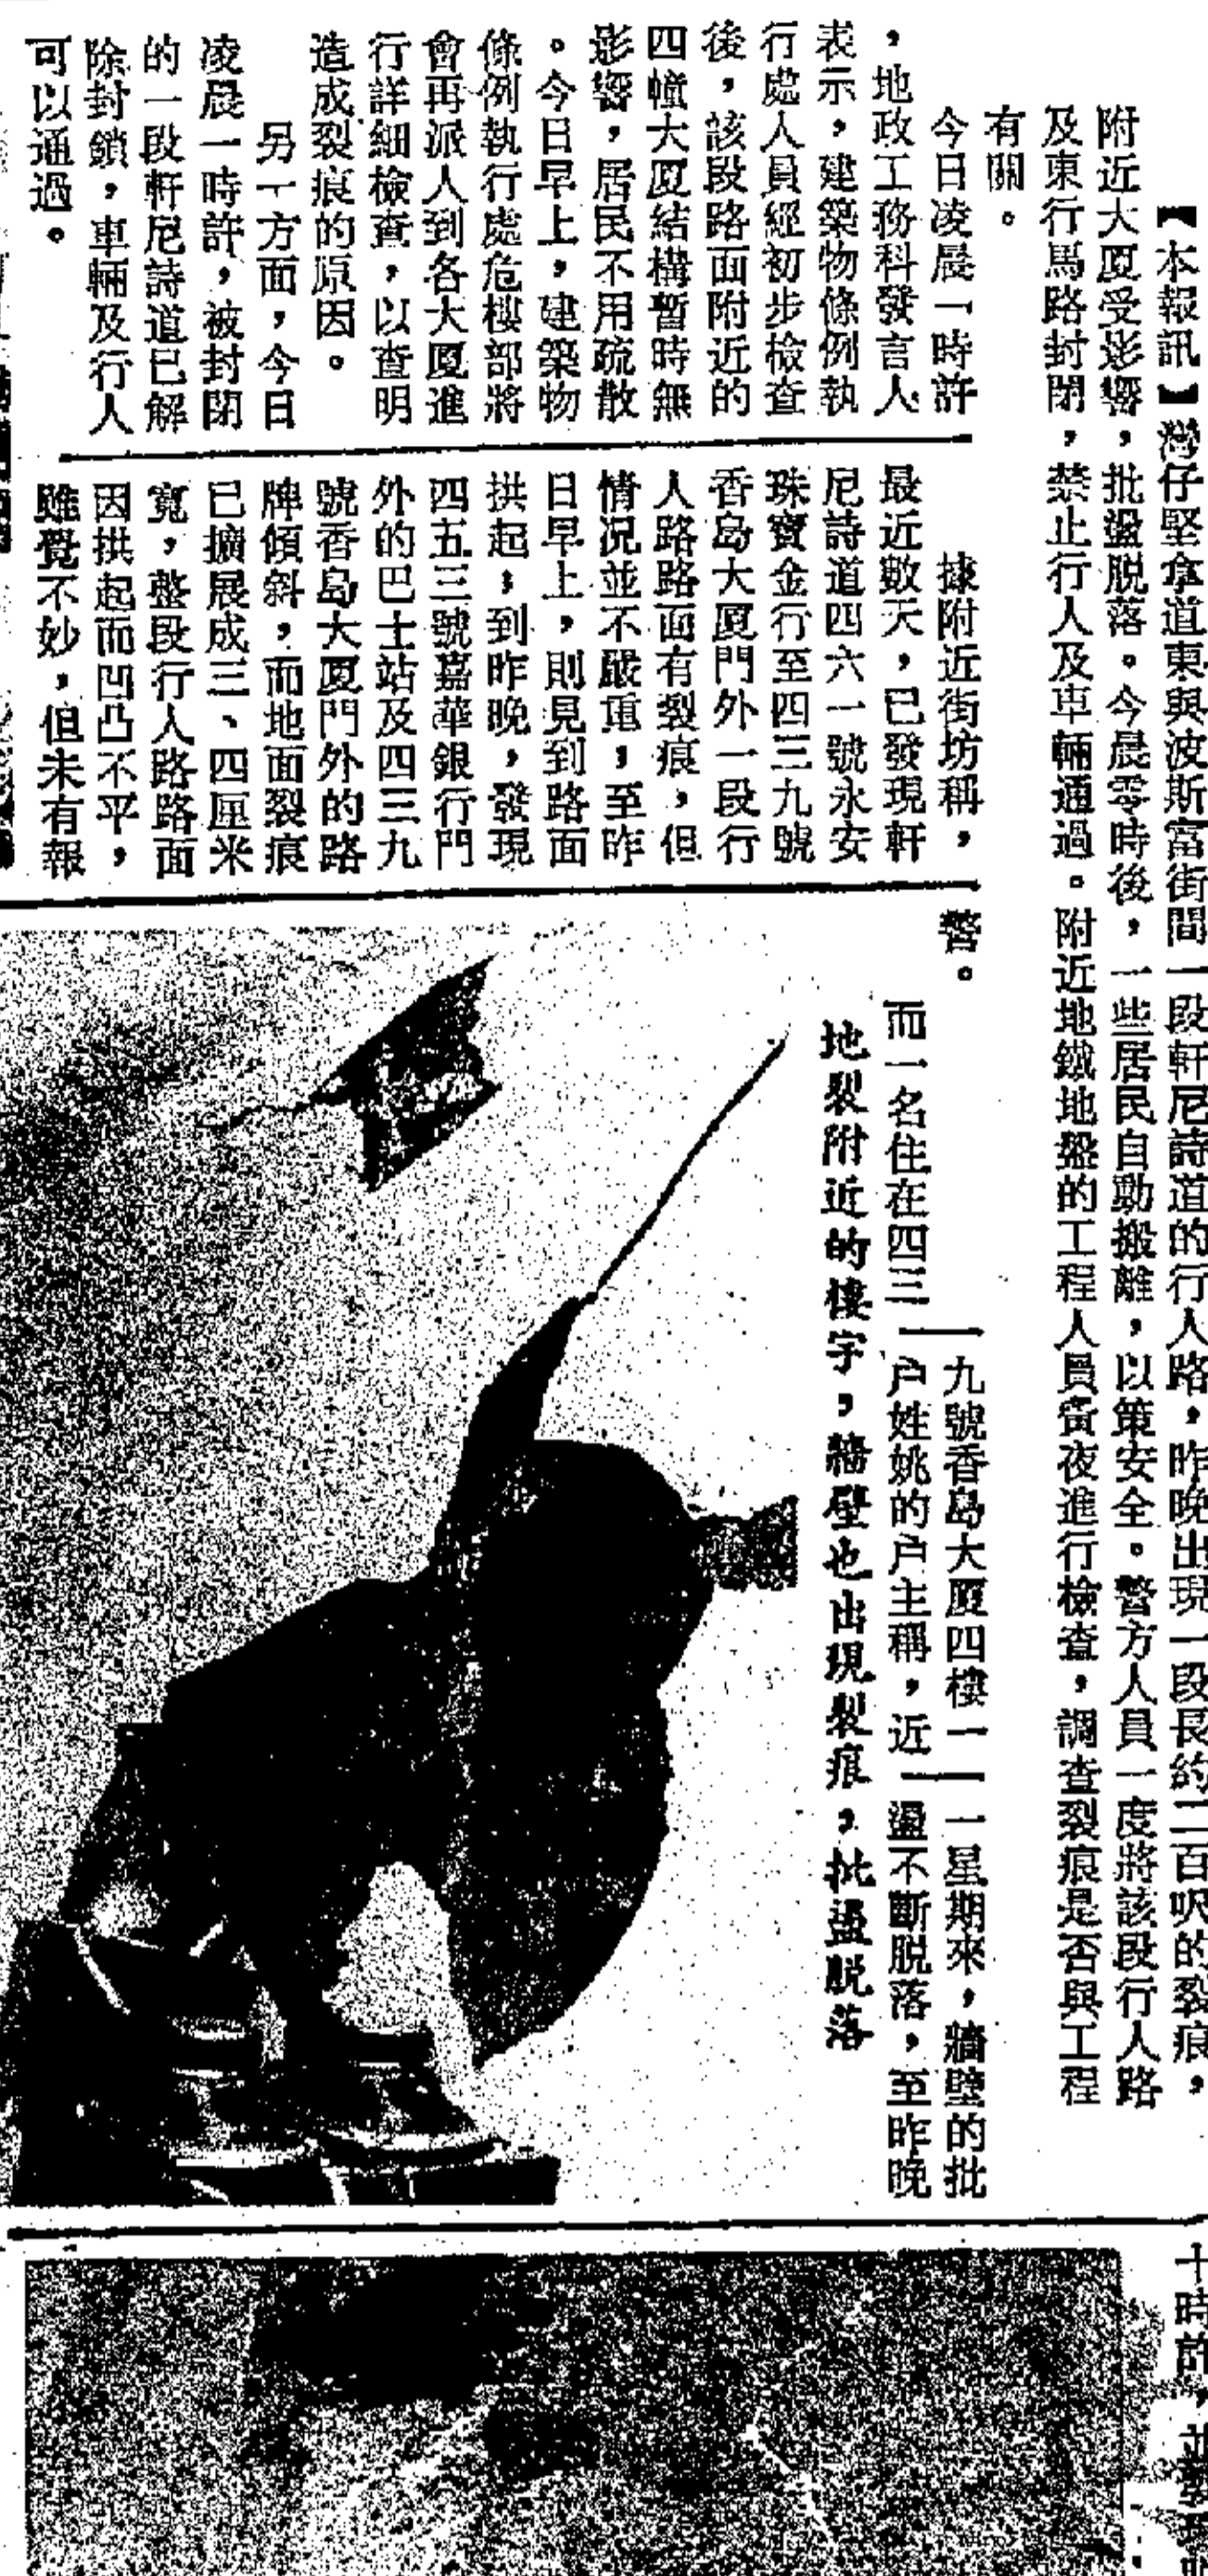 【本報訊】灣仔堅拿道東與波斯富街間一段軒尼詩道的行人路，昨晚出現一段長約二百呎的裂痕，
附近大厦受影響，批盪脫落。今晨零時後，一些居民自動搬離，以策安全。警方人員一度將該段行人路
及東行馬路封閉，禁止行人及車輛通過。附近地鐵地盤的工程人員夤夜進行檢查，調查裂痕是否與工程
有關。
今日凌晨一時許
，地政工務科發言人
表示，建築物條例執
行處人員經初步檢查
後，該段路面附近的
四幢大厦結構暫時無
影響，居民不用疏散
。今日早上，建築物
條例執行處危樓部將
會再派人到各大厦進
行詳細檢查，以查明
造成裂痕的原因。
另一方面，今日
凌晨一時許，被封閉
的一段軒尼詩道已解
除封鎖，車輛及行人
可以通過。
據附近街坊稱，
最近數天，已發現軒
尼詩道四六一號永安
珠寶金行至四三九號
香島大厦門外一段行
人路路面有裂痕，但
情況並不嚴重，至昨
日早上，則見到路面
拱起，到昨晚，發現
四五三號嘉華銀行門
外的巴士站及四三九
號香島大厦門外的路
牌傾斜，而地面裂痕
已擴展成三、四厘米
寬，整段行人路路面
因拱起而凹凸不平，
雖覺不妙，但未有報
警。
而一名住在四三
九號香島大厦四樓一
户姓姚的户主稱，近
一星期來，牆壁的批
盪不斷脫落，至昨晚
地裂附近的樓宇，牆壁也出現裂痕，批盪脫落
十時許，